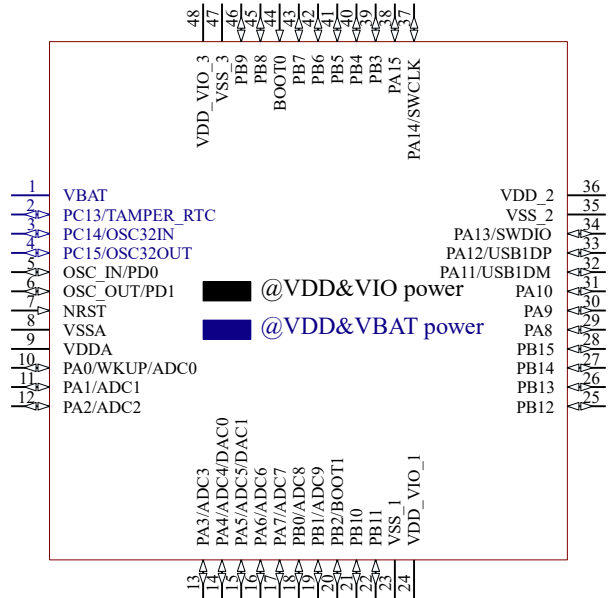 48 47 46 45 44 43 42 41 40 39 38 37
VDD_VIO_3
VSS_3
PB9
PB8
BOOT0
PB7
PB6
PB5
PB4
PB3
PA15
PA14/SWCLK
1 VBAT
2 PC13/TAMPER_RTC
3 PC14/OSC32IN
4 PC15/OSC32OUT
5 OSC_IN/PD0
6 OSC_OUT/PD1
7 NRST
8 VSSA
9 VDDA
10 PA0/WKUP/ADC0
11 PA1/ADC1
12 PA2/ADC2
@VDD&VIO power
@VDD&VBAT power
VDD_2 36
VSS_2 35
PA13/SWDIO 34
PA12/USB1DP 33
PA11/USB1DM 32
PA10 31
PA9 30
PA8 29
PB15 28
PB14 27
PB13 26
PB12 25
PA3/ADC3
PA4/ADC4/DAC0
PA5/ADC5/DAC1
PA6/ADC6
PA7/ADC7
PB0/ADC8
PB1/ADC9
PB2/BOOT1
PB10
PB11
VSS_1
VDD_VIO_1
13 14 15 16 17 18 19 20 21 22 23 24